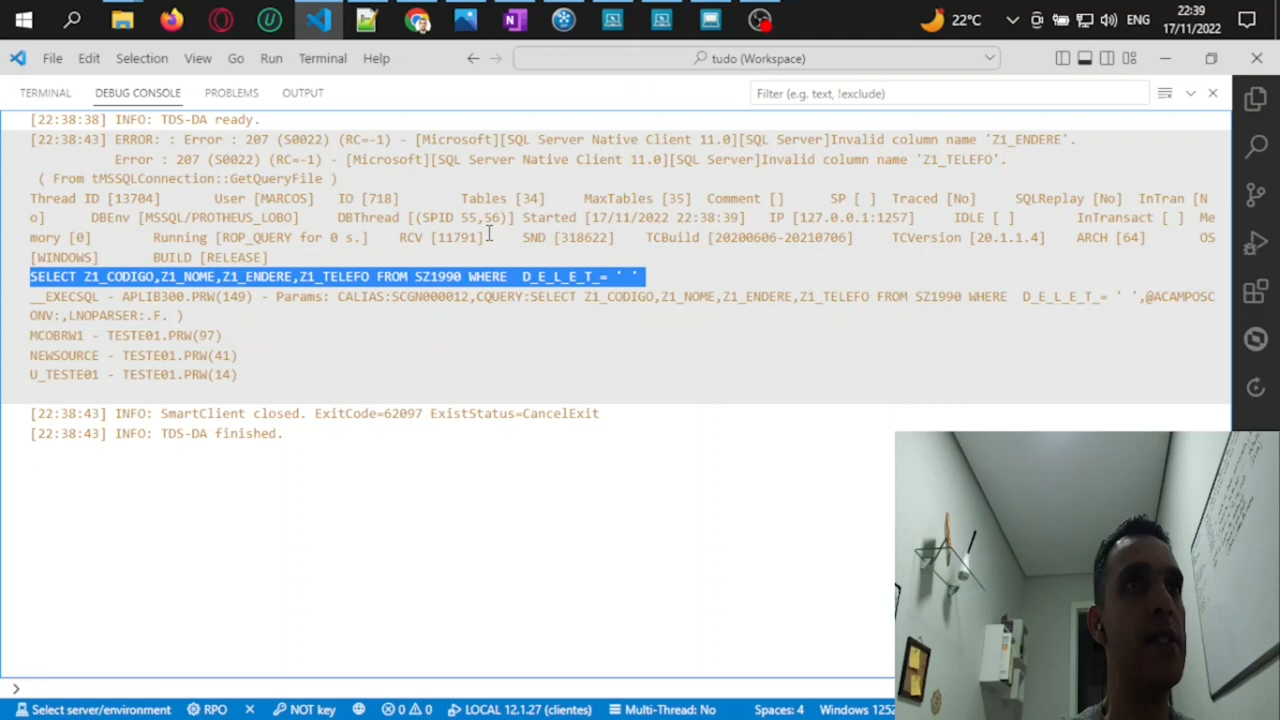 22°C
ENG
22:39
17/11/2022
File Edit Selection View Go Run Terminal Help
tudo (Workspace)
TERMINAL DEBUG CONSOLE PROBLEMS OUTPUT
Filter (e.g. text, !exclude)
[22:38:38] INFO: TDS-DA ready.
[22:38:43] ERROR: : Error : 207 (S0022) (RC=-1) - [Microsoft][SQL Server Native Client 11.0][SQL Server]Invalid column name 'Z1_ENDERE'.
Error : 207 (S0022) (RC=-1) - [Microsoft][SQL Server Native Client 11.0][SQL Server]Invalid column name 'Z1_TELEFO'.
( From tMSSQLConnection::GetQueryFile )
Thread ID [13704] User [MARCOS] IO [718] Tables [34] MaxTables [35] Comment [] SP [ ] Traced [No] SQLReplay [No] InTran [N
o] DBEnv [MSSQL/PROTHEUS_LOBO] DBThread [(SPID 55,56)] Started [17/11/2022 22:38:39] IP [127.0.0.1:1257] IDLE [ ] InTransact [ ] Me
mory [0] Running [ROP_QUERY for 0 s.] RCV [11791] SND [318622] TCBuild [20200606-20210706] TCVersion [20.1.1.4] ARCH [64] OS
[WINDOWS] BUILD [RELEASE]
SELECT Z1_CODIGO,Z1_NOME,Z1_ENDERE,Z1_TELEFO FROM SZ1990 WHERE D_E_L_E_T_= ' '
__EXECSQL - APLIB300.PRW(149) - Params: CALIAS:SCGN000012,CQUERY:SELECT Z1_CODIGO,Z1_NOME,Z1_ENDERE,Z1_TELEFO FROM SZ1990 WHERE D_E_L_E_T_= ' ',@ACAMPOSC
ONV:,LNOPARSER:.F. )
MCOBRW1 - TESTE01.PRW(97)
NEWSOURCE - TESTE01.PRW(41)
U_TESTE01 - TESTE01.PRW(14)
[22:38:43] INFO: SmartClient closed. ExitCode=62097 ExistStatus=CancelExit
[22:38:43] INFO: TDS-DA finished.
Select server/environment RPO NOT key 0 0 LOCAL 12.1.27 (clientes) Multi-Thread: No Spaces: 4 Windows 1252